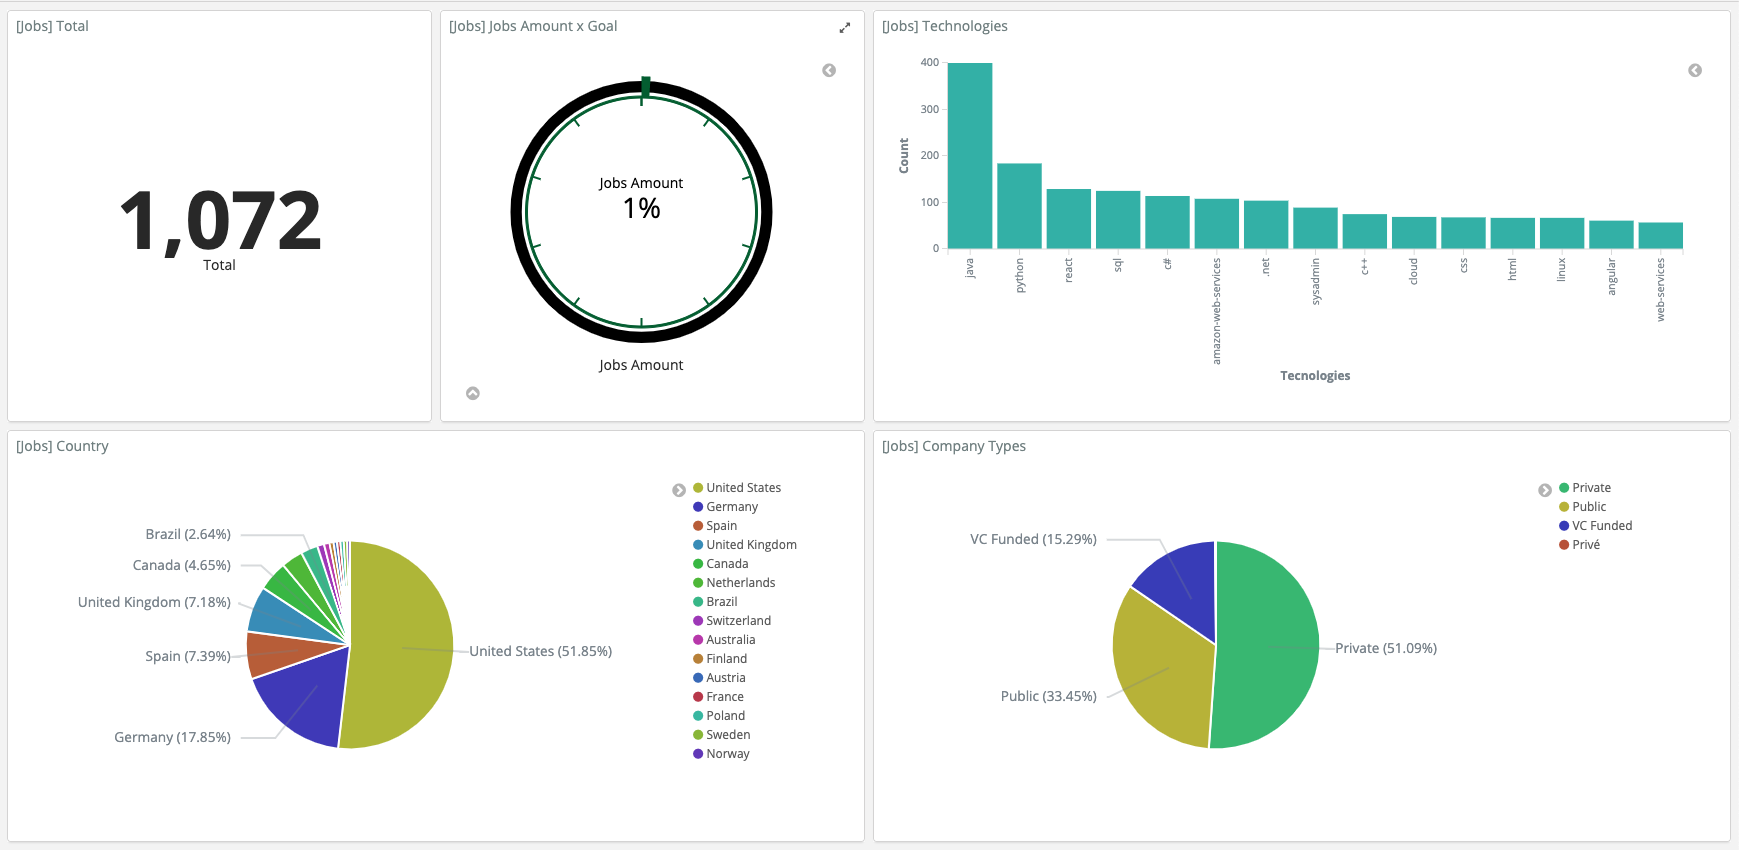 [Jobs] Total
1,072
Total
[Jobs] Jobs Amount x Goal
Jobs Amount
1%
Jobs Amount
[Jobs] Technologies
400
300
200
100
0
Count
java
python
react
sql
c#
amazon-web-services
.net
sysadmin
c++
cloud
css
html
linux
angular
web-services
Tecnologies
[Jobs] Country
Brazil (2.64%)
Canada (4.65%)
United Kingdom (7.18%)
Spain (7.39%)
Germany (17.85%)
United States (51.85%)
United States
Germany
Spain
United Kingdom
Canada
Netherlands
Brazil
Switzerland
Australia
Finland
Austria
France
Poland
Sweden
Norway
[Jobs] Company Types
VC Funded (15.29%)
Public (33.45%)
Private (51.09%)
Private
Public
VC Funded
Privé